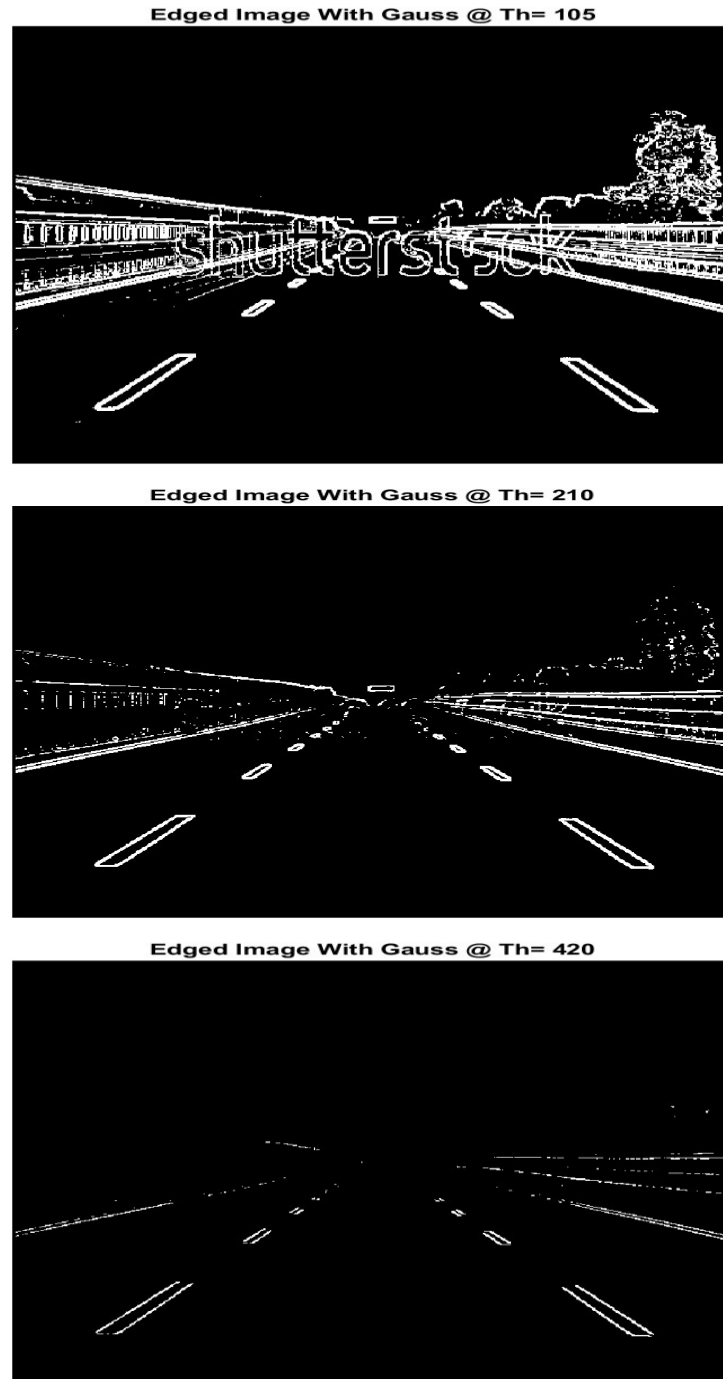 Edged Image With Gauss @ Th= 105
shutterstock
Edged Image With Gauss @ Th= 210
Edged Image With Gauss @ Th= 420